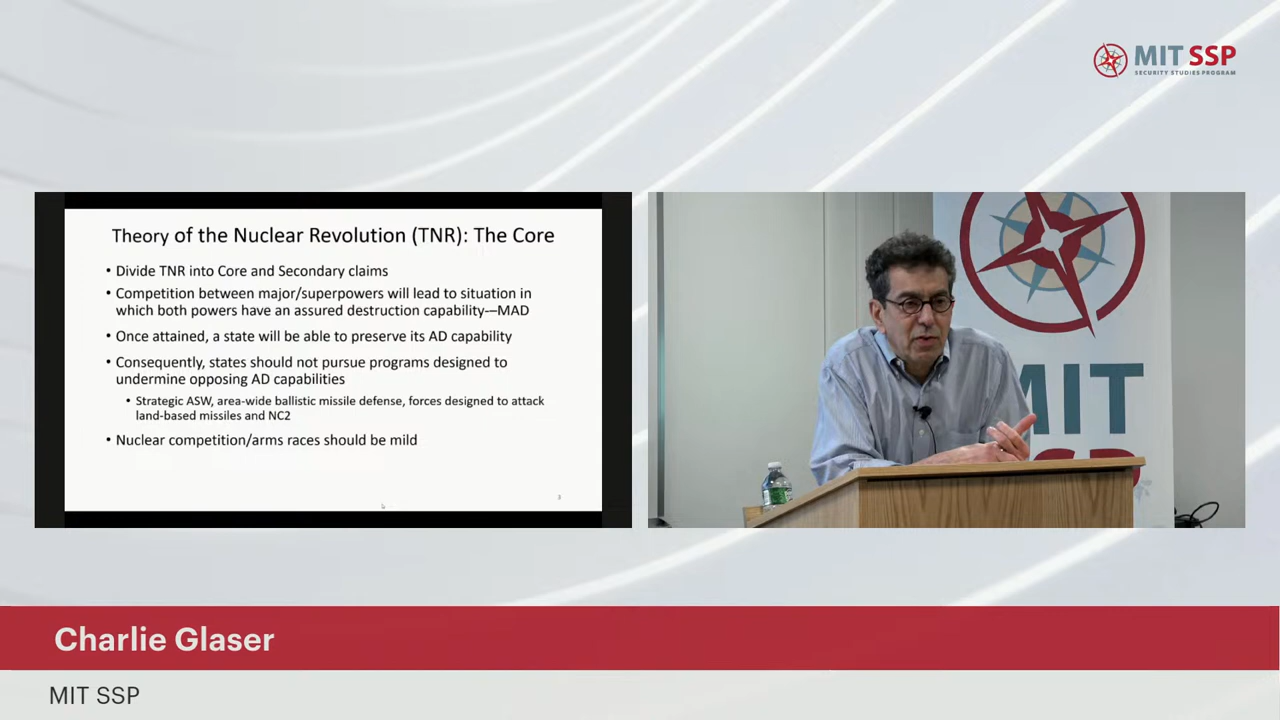 MIT SSP
SECURITY STUDIES PROGRAM
Theory of the Nuclear Revolution (TNR): The Core
• Divide TNR into Core and Secondary claims
• Competition between major/superpowers will lead to situation in
which both powers have an assured destruction capability-–MAD
• Once attained, a state will be able to preserve its AD capability
• Consequently, states should not pursue programs designed to
undermine opposing AD capabilities
• Strategic ASW, area-wide ballistic missile defense, forces designed to attack
land-based missiles and NC2
• Nuclear competition/arms races should be mild
3
MIT
SSP
Charlie Glaser
MIT SSP